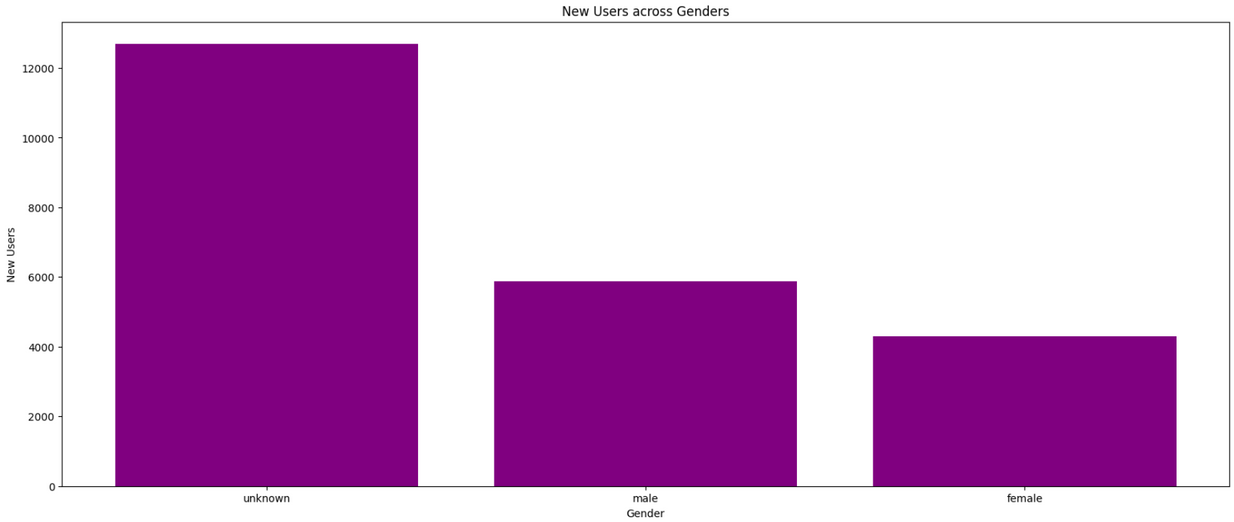 New Users across Genders
12000
10000
8000
6000
4000
2000
0
New Users
unknown
male
female
Gender